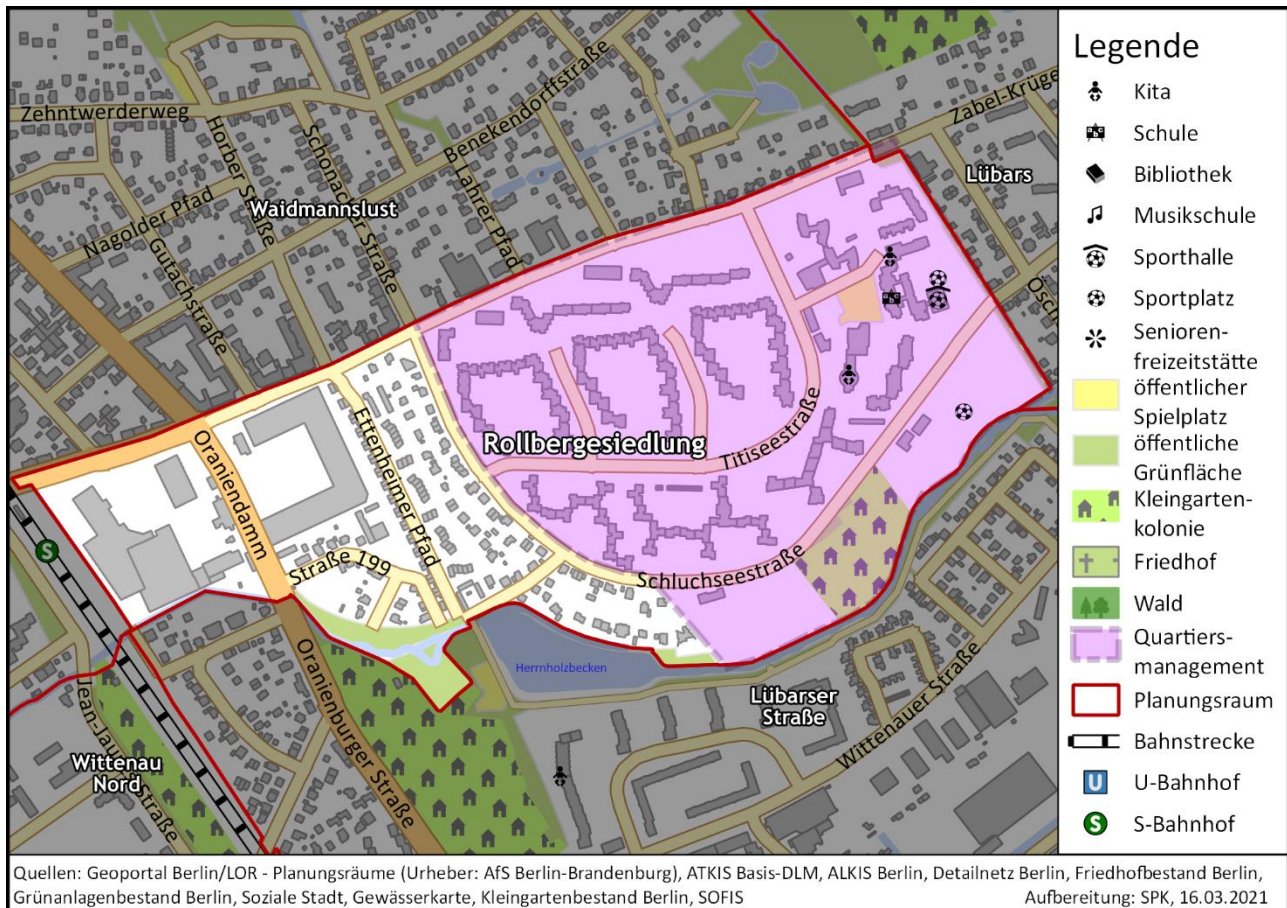 Zehntwerderweg
Horber Straße
Schonacher Straße
Benekendorffstraße
Zabel-Krüge
Lübars
Nagolder Pfad
Waidmannslust
Lahrer Pfad
Gutachstraße
Ösch
Oraniendamm
Ettenheimer Pfad
Rollbergesiedlung
Titiseestraße
S
Straße 199
Schluchseestraße
Herrnholzbecken
Oranienburger Straße
Lübarser
Straße
Wittenauer Straße
Wittenau
Nord
Legende
Kita
Schule
Bibliothek
Musikschule
Sporthalle
Sportplatz
Senioren-
freizeitstätte
öffentlicher
Spielplatz
öffentliche
Grünfläche
Kleingarten-
kolonie
Friedhof
Wald
Quartiers-
management
Planungsraum
Bahnstrecke
U U-Bahnhof
S S-Bahnhof
Quellen: Geoportal Berlin/LOR - Planungsräume (Urheber: AfS Berlin-Brandenburg), ATKIS Basis-DLM, ALKIS Berlin, Detailnetz Berlin, Friedhofbestand Berlin,
Grünanlagenbestand Berlin, Soziale Stadt, Gewässerkarte, Kleingartenbestand Berlin, SOFIS Aufbereitung: SPK, 16.03.2021